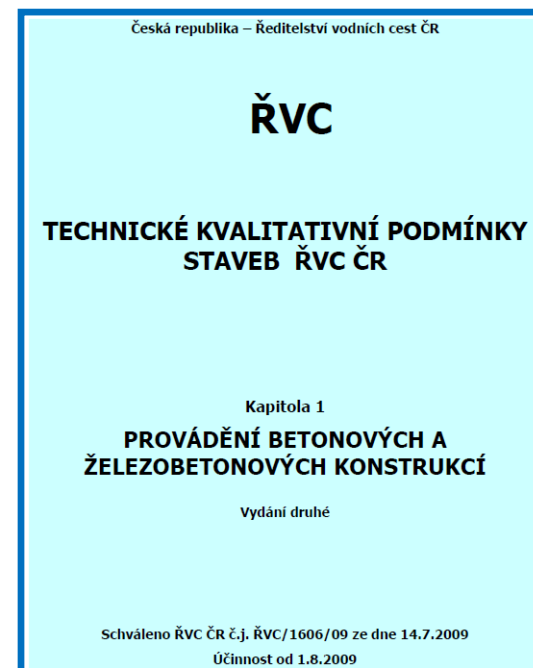 Česká republika – Ředitelství vodních cest ČR
ŘVC
TECHNICKÉ KVALITATIVNÍ PODMÍNKY
STAVEB ŘVC ČR
Kapitola 1
PROVÁDĚNÍ BETONOVÝCH A
ŽELEZOBETONOVÝCH KONSTRUKCÍ
Vydání druhé
Schváleno ŘVC ČR č.j. ŘVC/1606/09 ze dne 14.7.2009
Účinnost od 1.8.2009